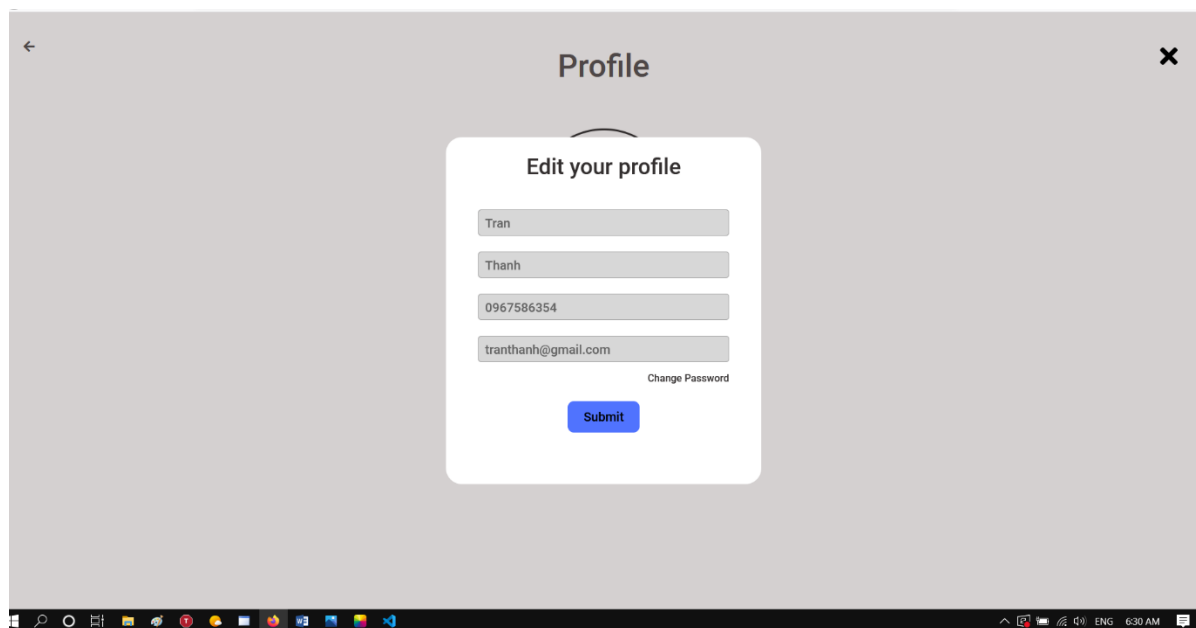 Profile
Edit your profile
Tran
Thanh
0967586354
tranthanh@gmail.com
Change Password
Submit
ENG 6:30 AM